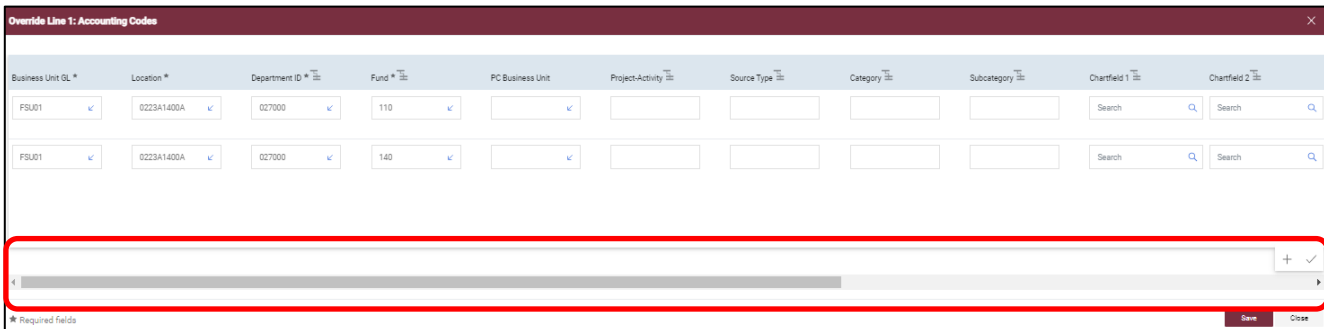 Override Line 1: Accounting Codes
Business Unit GL * Location * Department ID * Fund * PC Business Unit Project-Activity Source Type Category Subcategory Chartfield 1 Chartfield 2
FSU01 0223A1400A 027000 110 Search Search
FSU01 0223A1400A 027000 140 Search Search
★ Required fields Save Close